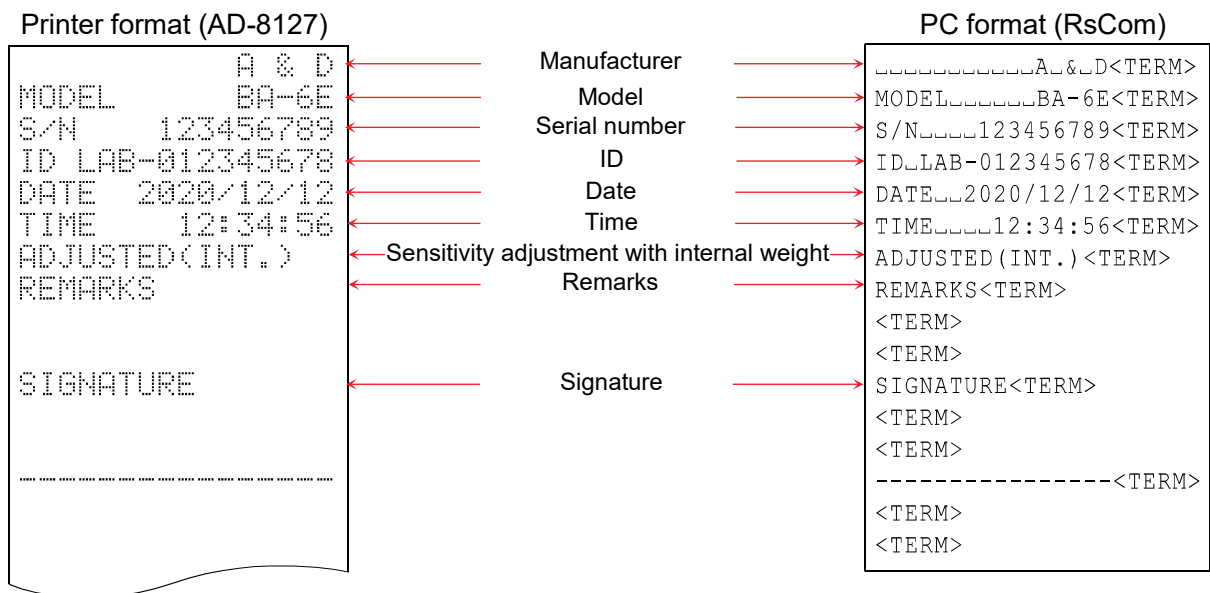 Printer format (AD-8127)
A & D
MODEL      BA-6E
S/N    123456789
ID LAB-012345678
DATE  2020/12/12
TIME    12:34:56
ADJUSTED(INT.)
REMARKS
SIGNATURE
----------------
Manufacturer
Model
Serial number
ID
Date
Time
Sensitivity adjustment with internal weight
Remarks
Signature
PC format (RsCom)
␣␣␣␣␣␣␣␣␣␣␣A␣&␣D<TERM>
MODEL␣␣␣␣␣␣BA-6E<TERM>
S/N␣␣␣␣123456789<TERM>
ID␣LAB-012345678<TERM>
DATE␣␣2020/12/12<TERM>
TIME␣␣␣␣12:34:56<TERM>
ADJUSTED(INT.)<TERM>
REMARKS<TERM>
<TERM>
<TERM>
SIGNATURE<TERM>
<TERM>
<TERM>
----------------<TERM>
<TERM>
<TERM>